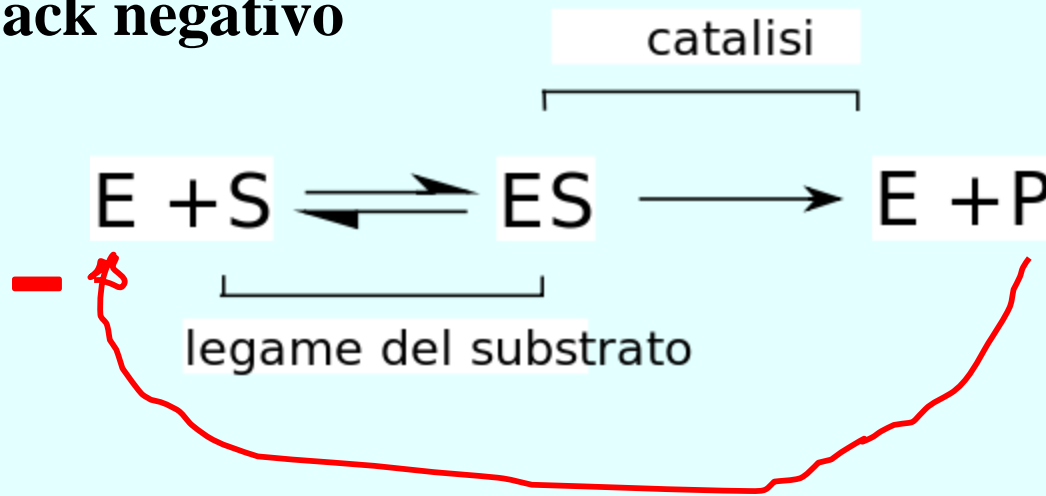 ack negativo
catalisi
E +S ⇌ ES → E +P
legame del substrato
-